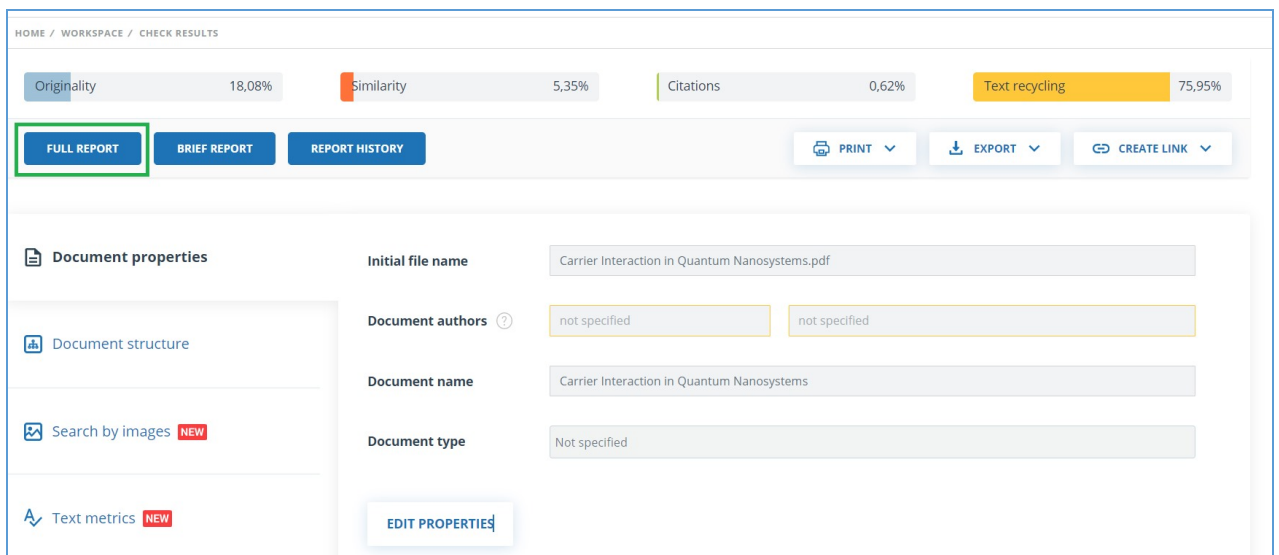 HOME / WORKSPACE / CHECK RESULTS
Originality 18,08% Similarity 5,35% Citations 0,62% Text recycling 75,95%
FULL REPORT BRIEF REPORT REPORT HISTORY PRINT EXPORT CREATE LINK
Document properties
Initial file name Carrier Interaction in Quantum Nanosystems.pdf
Document authors ? not specified not specified
Document structure
Document name Carrier Interaction in Quantum Nanosystems
Search by images NEW
Document type Not specified
Text metrics NEW
EDIT PROPERTIES